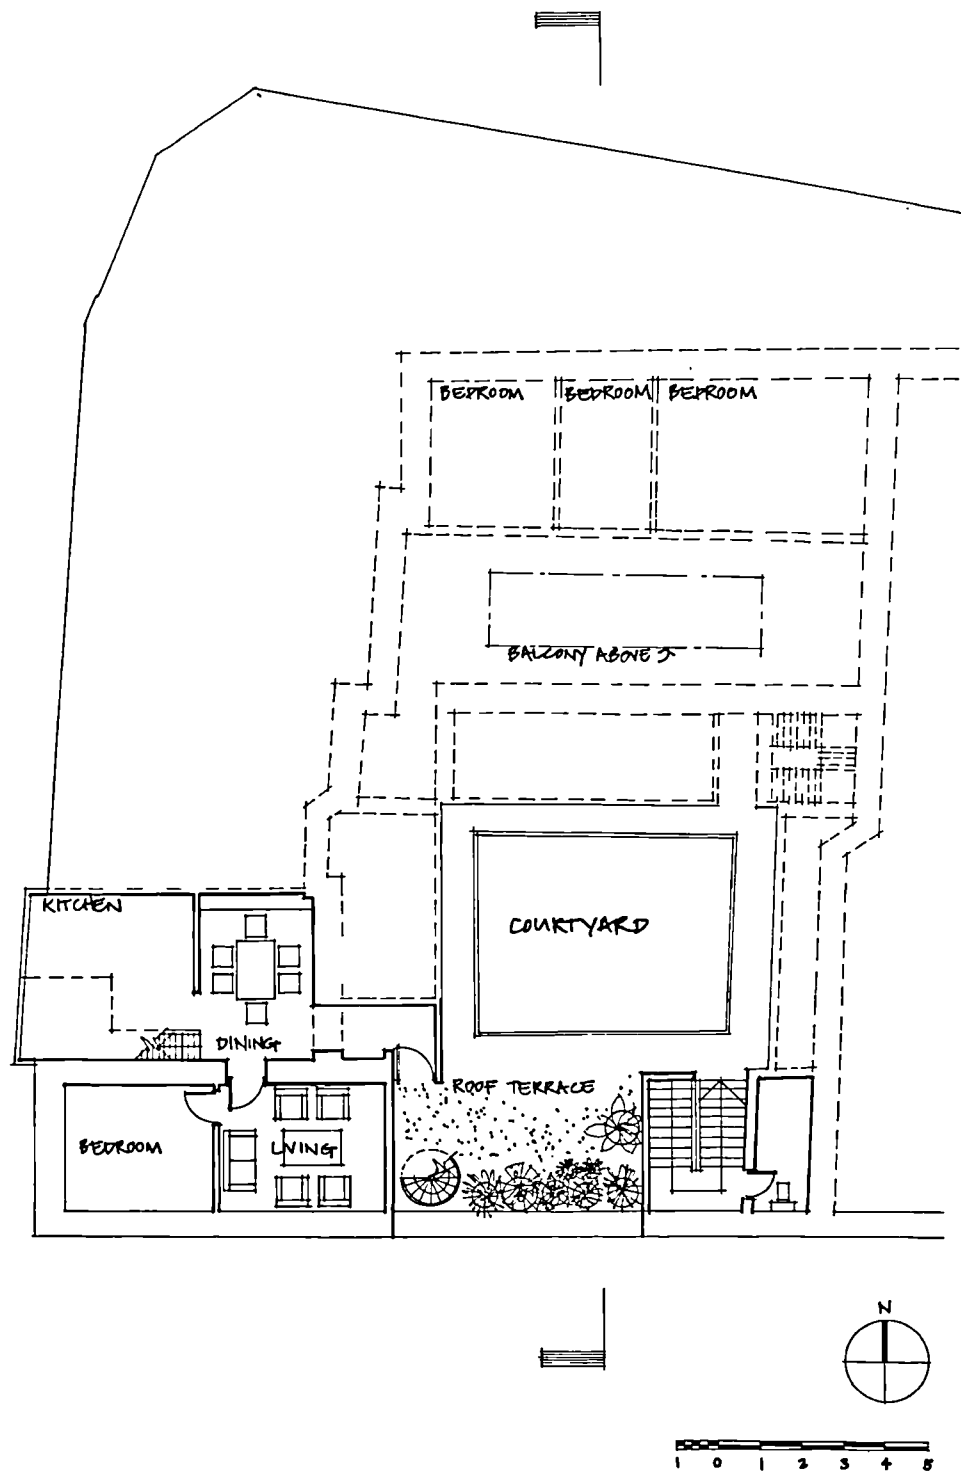 BEDROOM BEDROOM BEDROOM
BALCONY ABOVE
KITCHEN
COURTYARD
DINING
ROOF TERRACE
BEDROOM
LIVING
N
1 0 1 2 3 4 5